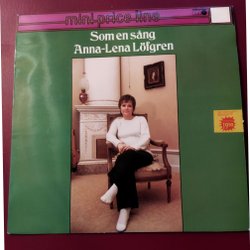 mini-price line
Som en sång
Anna-Lena Löfgren